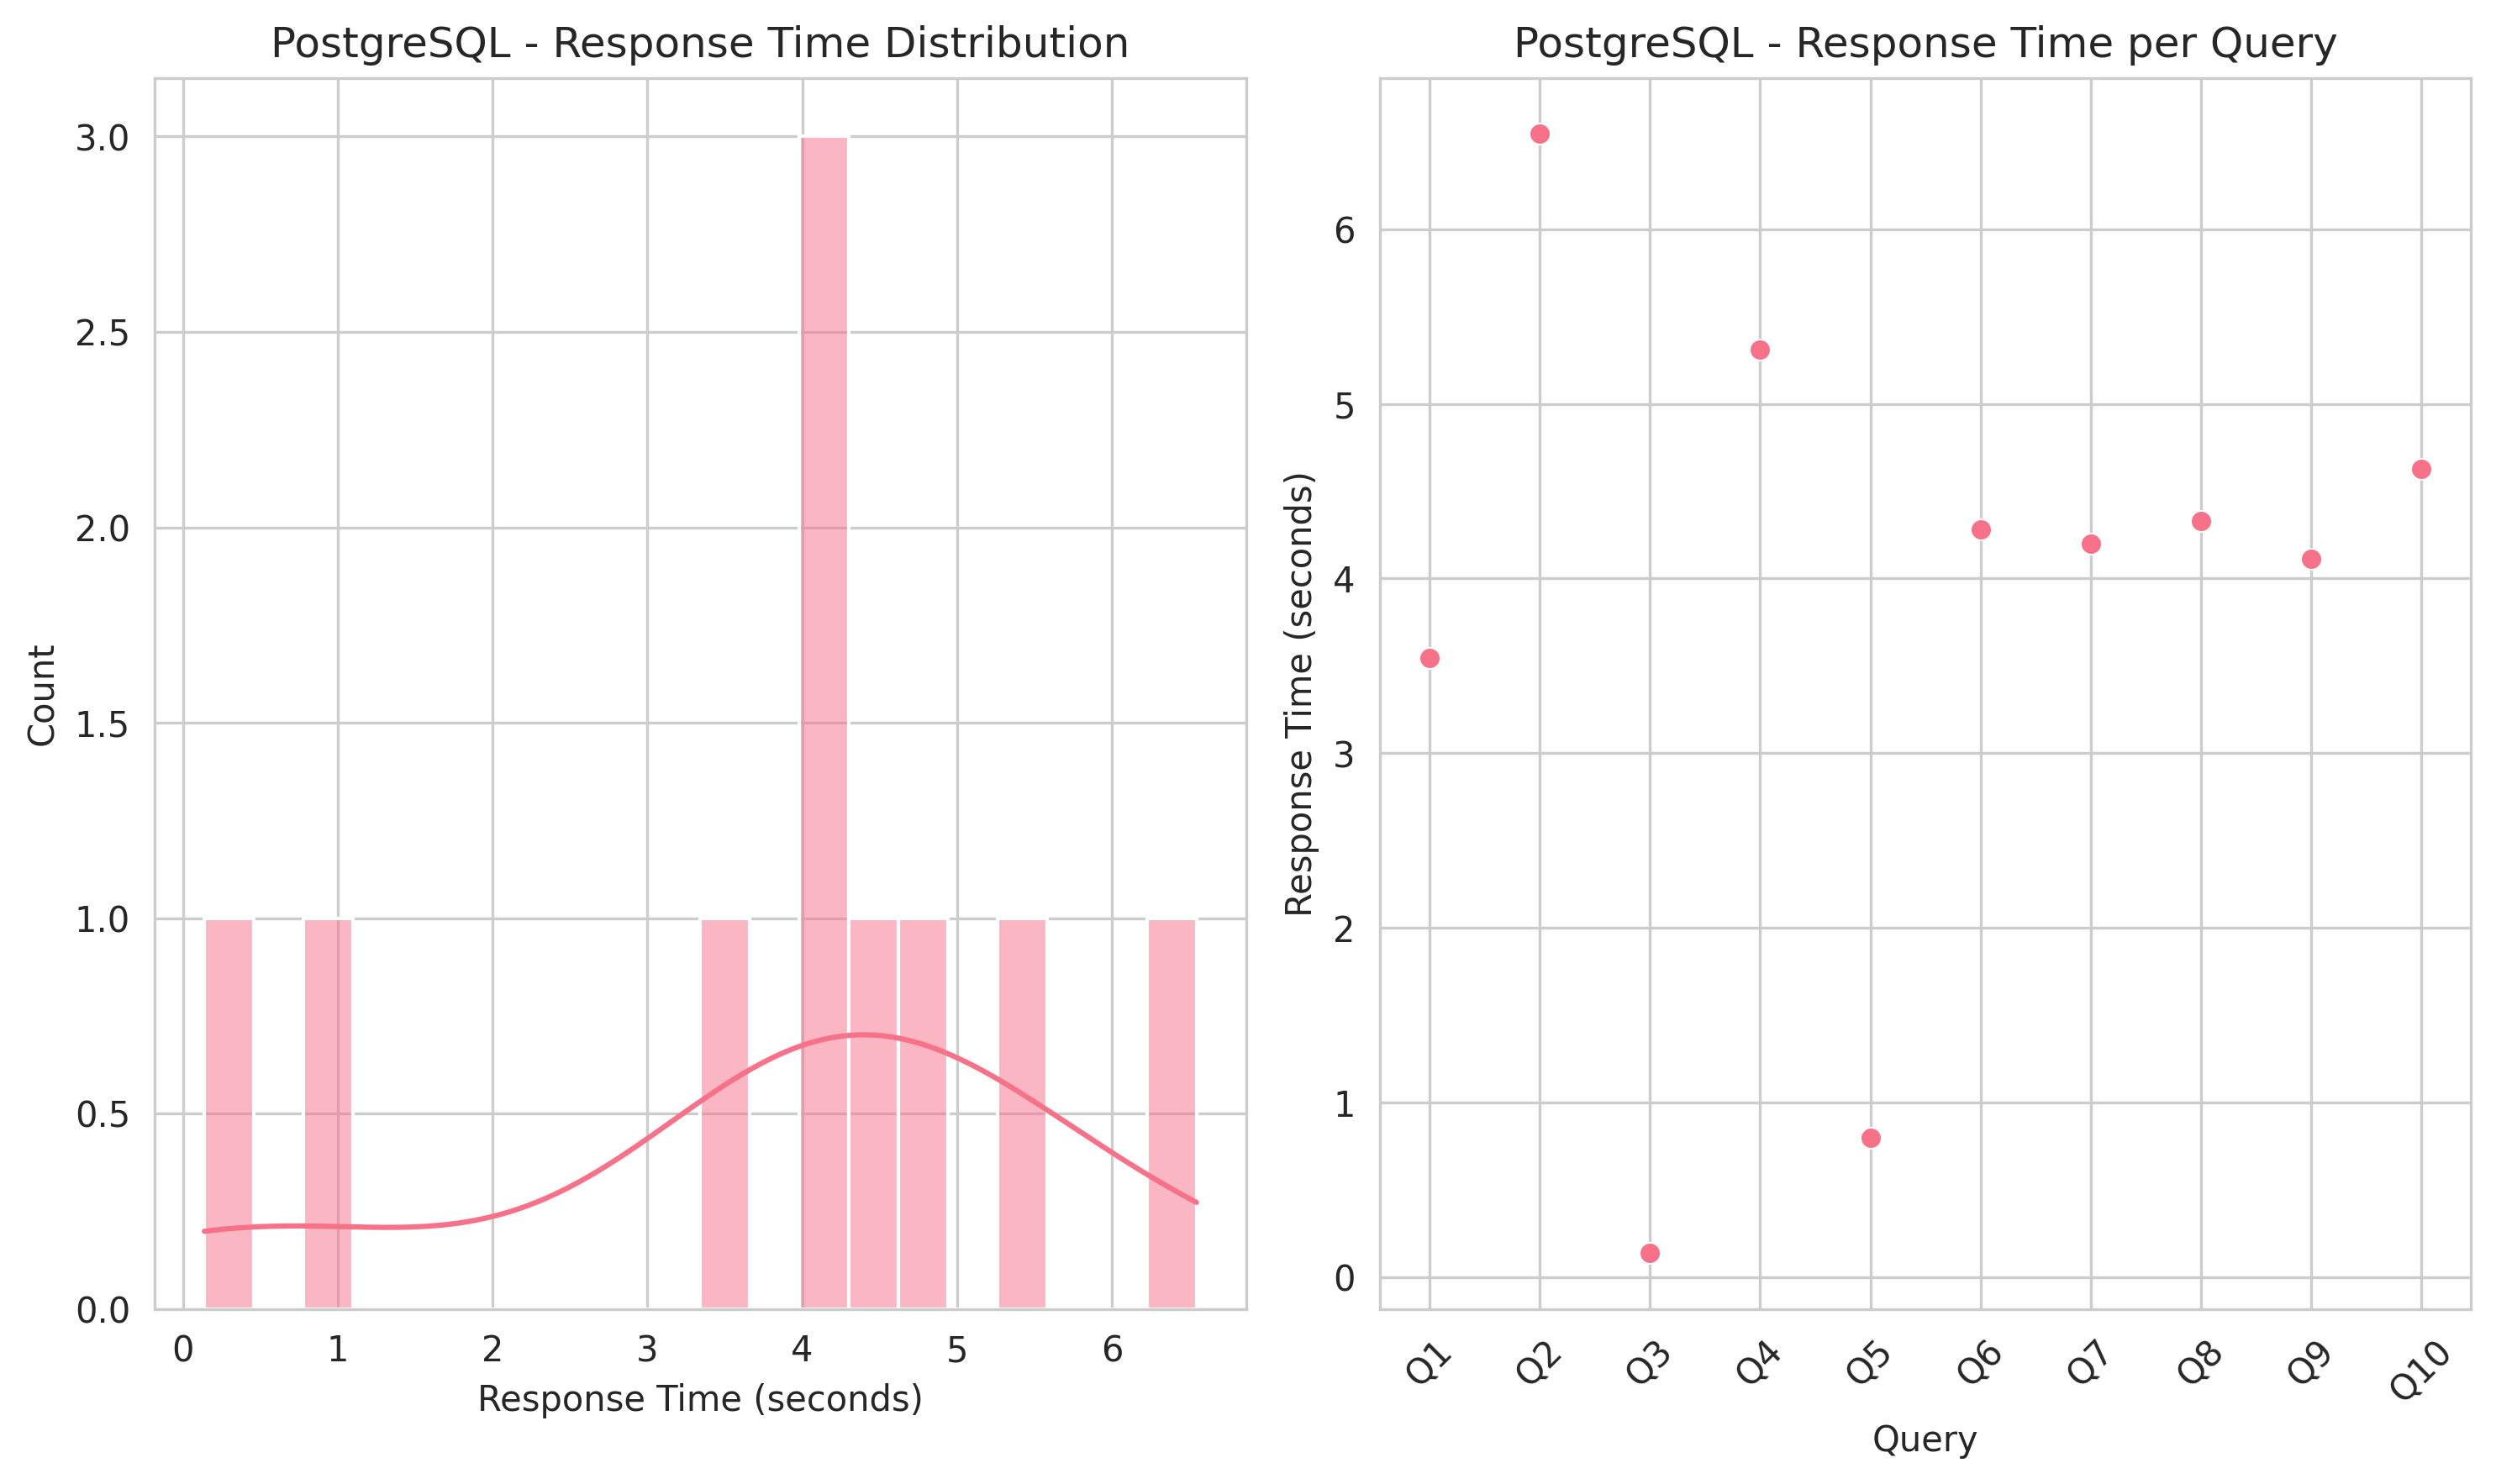 PostgreSQL - Response Time Distribution
3.0
2.5
2.0
1.5
1.0
0.5
0.0
Count
0 1 2 3 4 5 6
Response Time (seconds)
PostgreSQL - Response Time per Query
6
5
4
3
2
1
0
Response Time (seconds)
Q1 Q2 Q3 Q4 Q5 Q6 Q7 Q8 Q9 Q10
Query